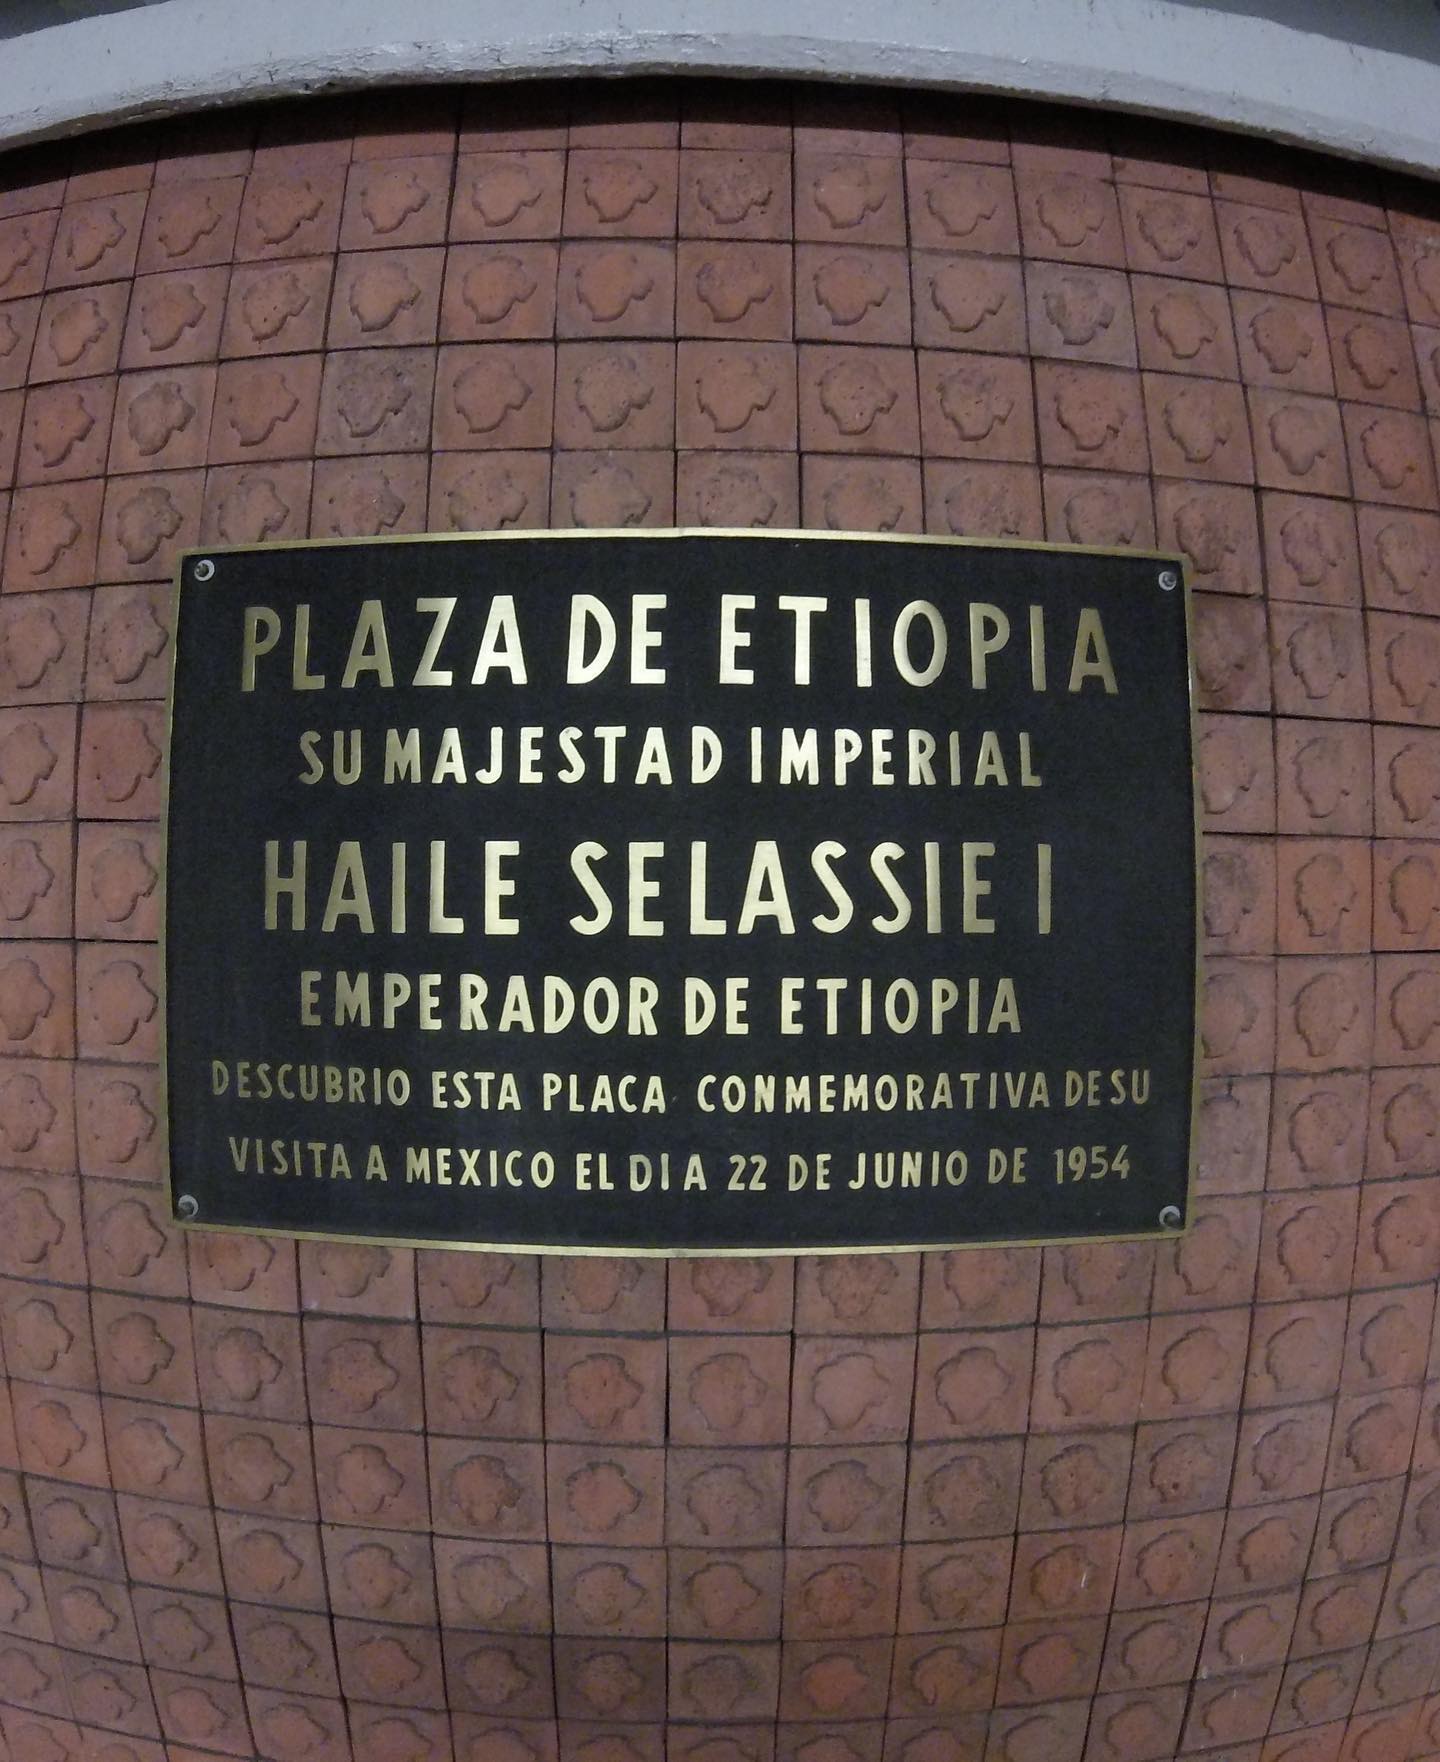 PLAZA DE ETIOPIA
SU MAJESTAD IMPERIAL
HAILE SELASSIE I
EMPERADOR DE ETIOPIA
DESCUBRIO ESTA PLACA CONMEMORATIVA DE SU
VISITA A MEXICO EL DIA 22 DE JUNIO DE 1954